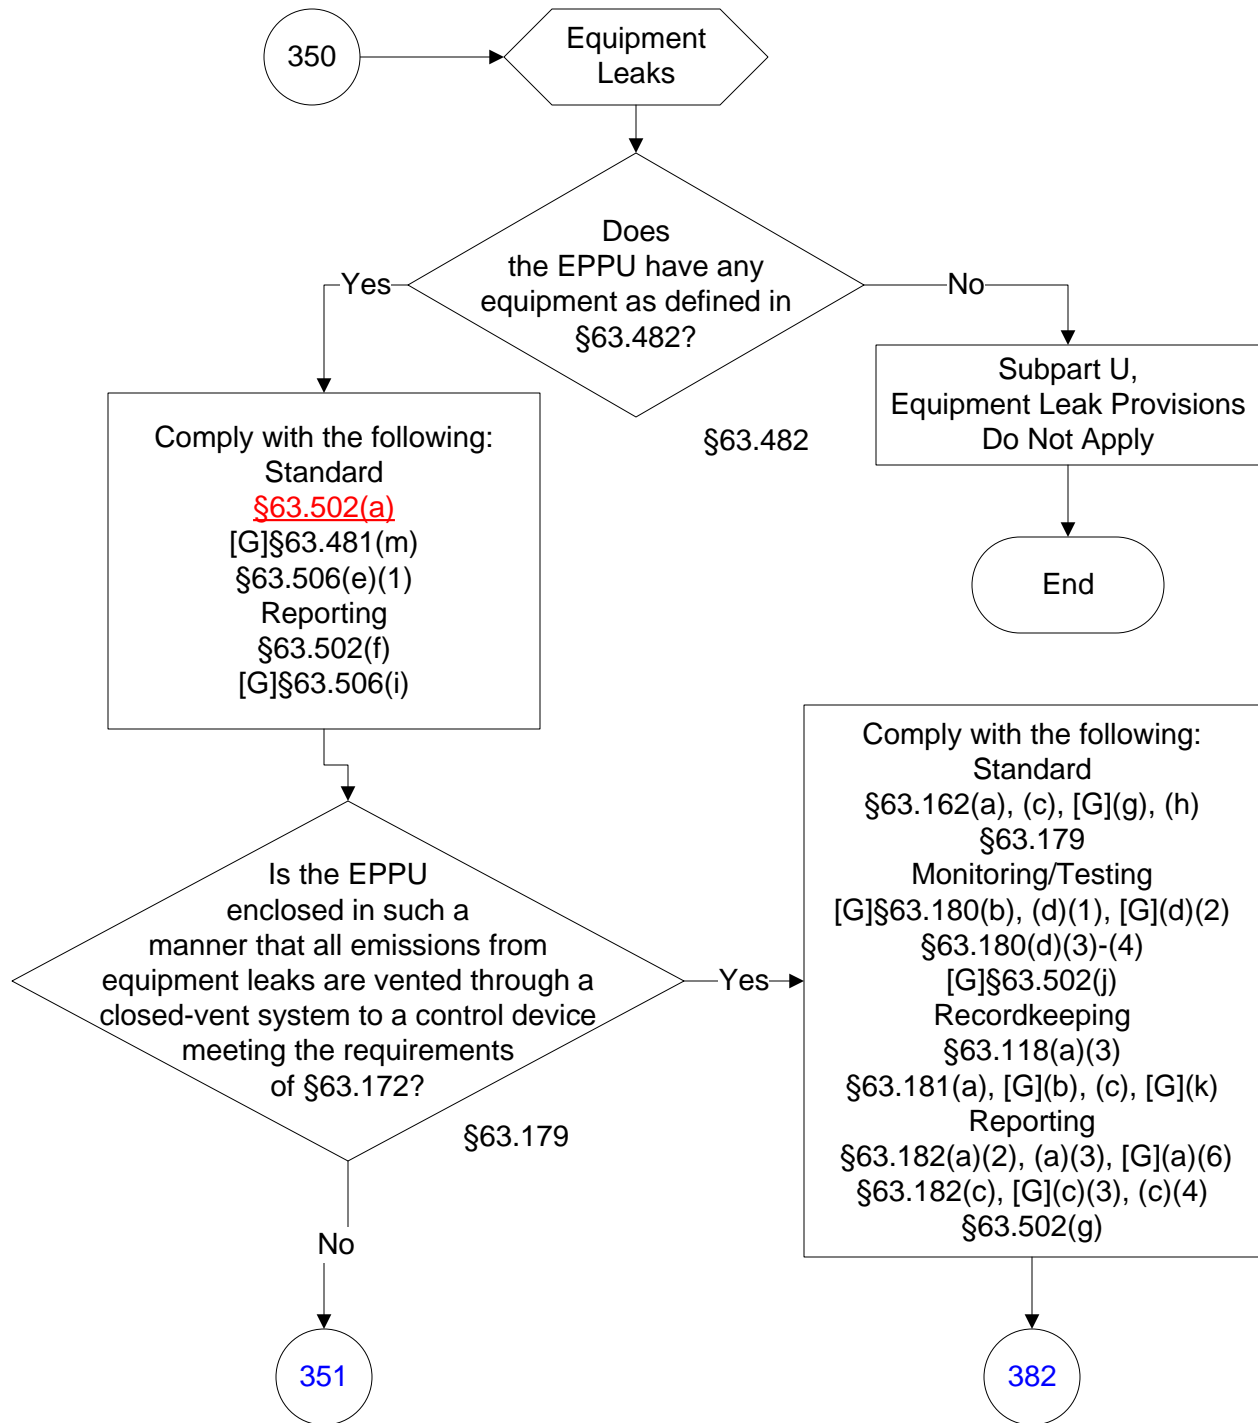 350
Equipment
Leaks
Does
the EPPU have any
equipment as defined in
§63.482?
Yes
No
§63.482
Subpart U,
Equipment Leak Provisions
Do Not Apply
End
Comply with the following:
Standard
§63.502(a)
[G]§63.481(m)
§63.506(e)(1)
Reporting
§63.502(f)
[G]§63.506(i)
Is the EPPU
enclosed in such a
manner that all emissions from
equipment leaks are vented through a
closed-vent system to a control device
meeting the requirements
of §63.172?
Yes
§63.179
No
351
Comply with the following:
Standard
§63.162(a), (c), [G](g), (h)
§63.179
Monitoring/Testing
[G]§63.180(b), (d)(1), [G](d)(2)
§63.180(d)(3)-(4)
[G]§63.502(j)
Recordkeeping
§63.118(a)(3)
§63.181(a), [G](b), (c), [G](k)
Reporting
§63.182(a)(2), (a)(3), [G](a)(6)
§63.182(c), [G](c)(3), (c)(4)
§63.502(g)
382